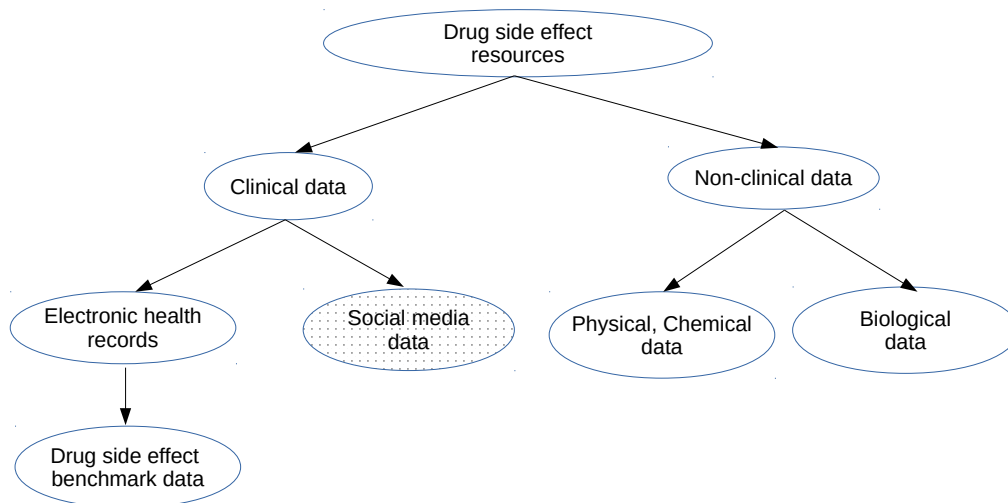 Drug side effect
resources
Clinical data
Non-clinical data
Electronic health
records
Social media
data
Physical, Chemical
data
Biological
data
Drug side effect
benchmark data